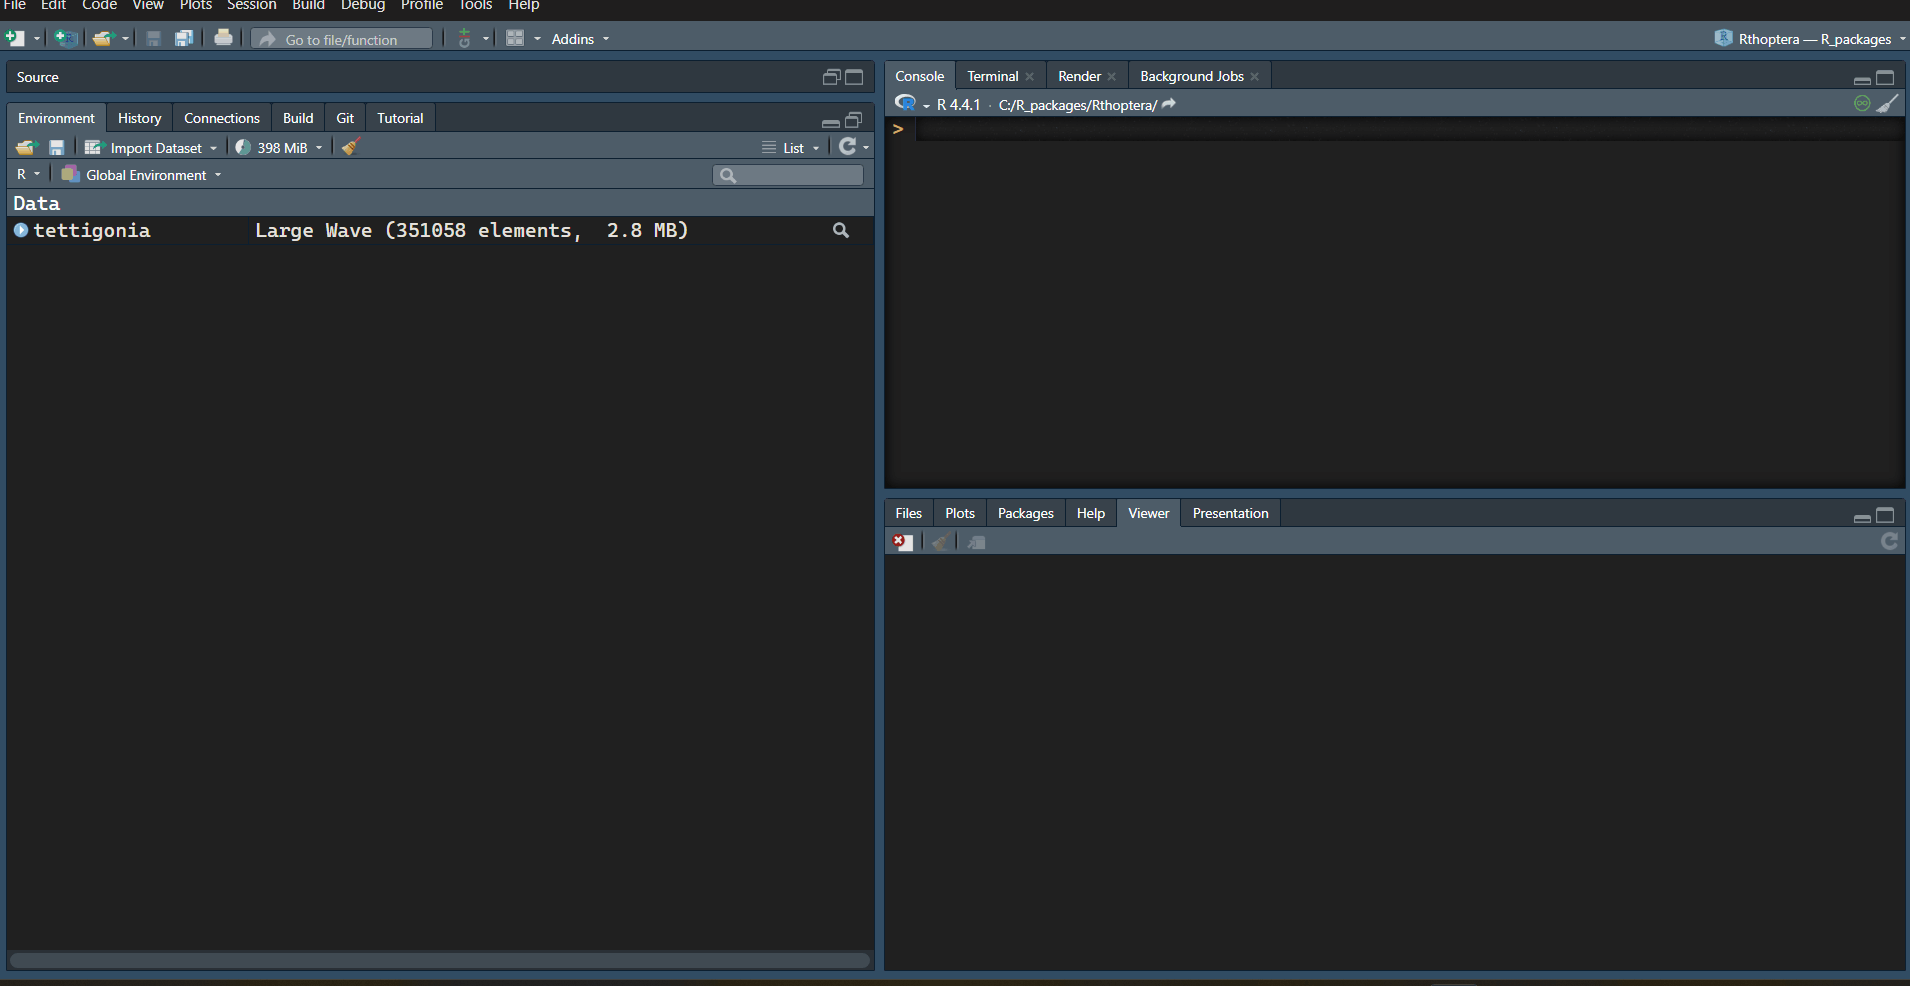 File Edit Code View Plots Session Build Debug Profile Tools Help
Go to file/function Addins Rthoptera — R_packages
Source
Environment History Connections Build Git Tutorial
Import Dataset 398 MiB List
R Global Environment
Data
tettigonia Large Wave (351058 elements, 2.8 MB)
Console Terminal Render Background Jobs
R 4.4.1 · C:/R_packages/Rthoptera/
>
Files Plots Packages Help Viewer Presentation